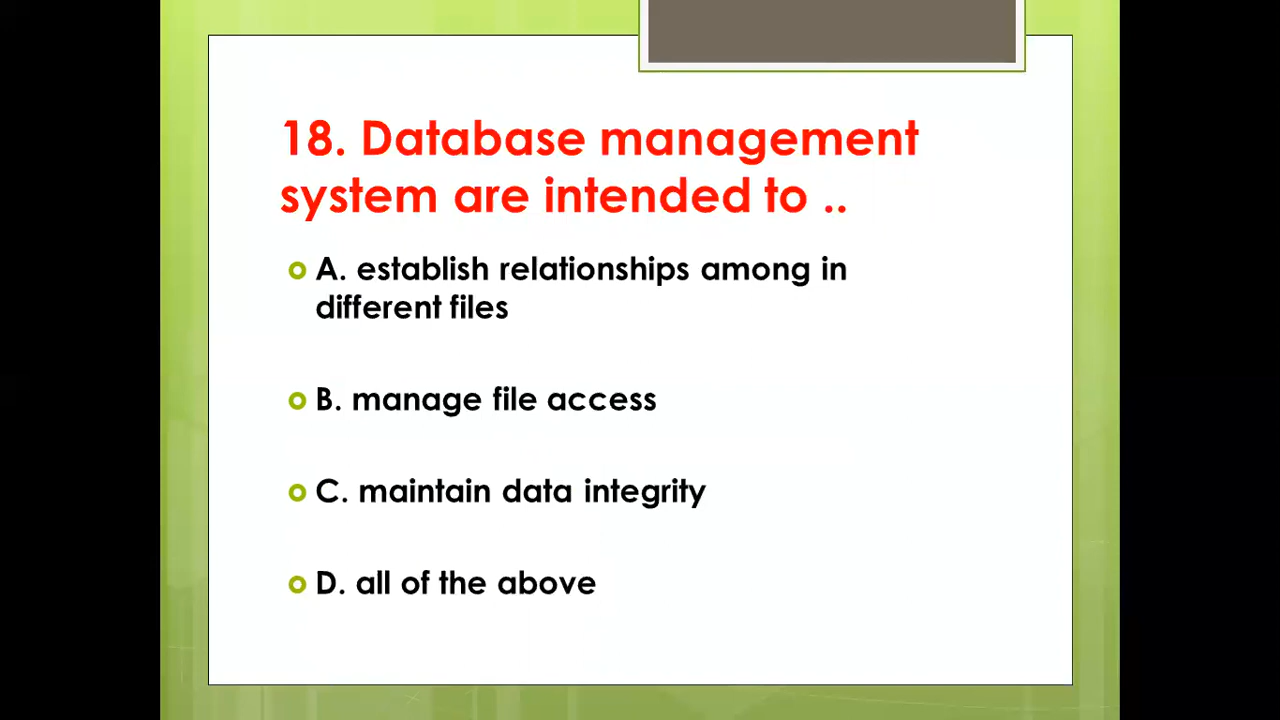 18. Database management
system are intended to ..
A. establish relationships among in
different files
B. manage file access
C. maintain data integrity
D. all of the above